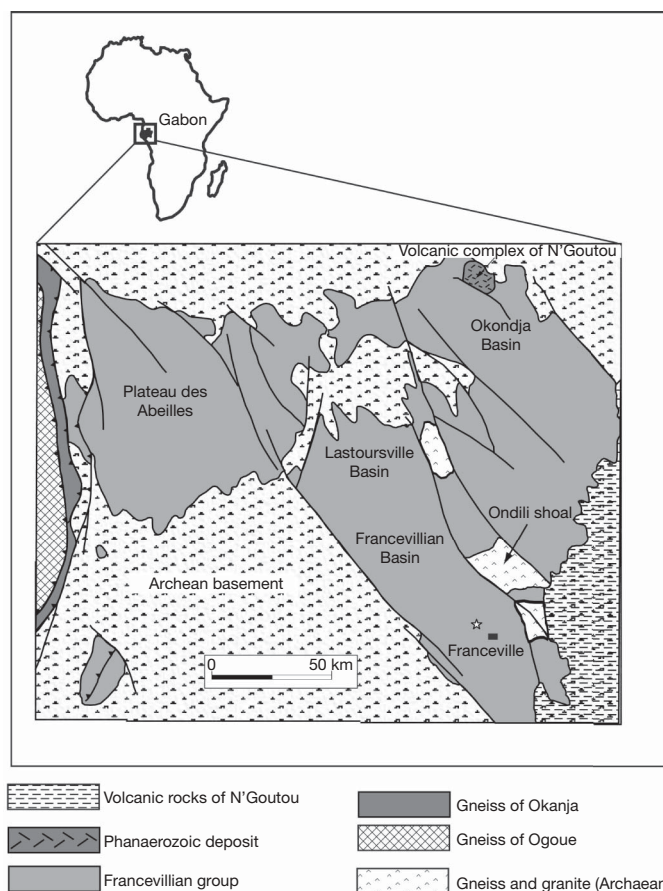 Gabon
Volcanic complex of N'Goutou
Okondja
Basin
Plateau des
Abeilles
Lastoursville
Basin
Ondili shoal
Francevillian
Basin
Archean basement
Franceville
0 50 km
Volcanic rocks of N'Goutou
Gneiss of Okanja
Phanaerozoic deposit
Gneiss of Ogoue
Francevillian group
Gneiss and granite (Archaean